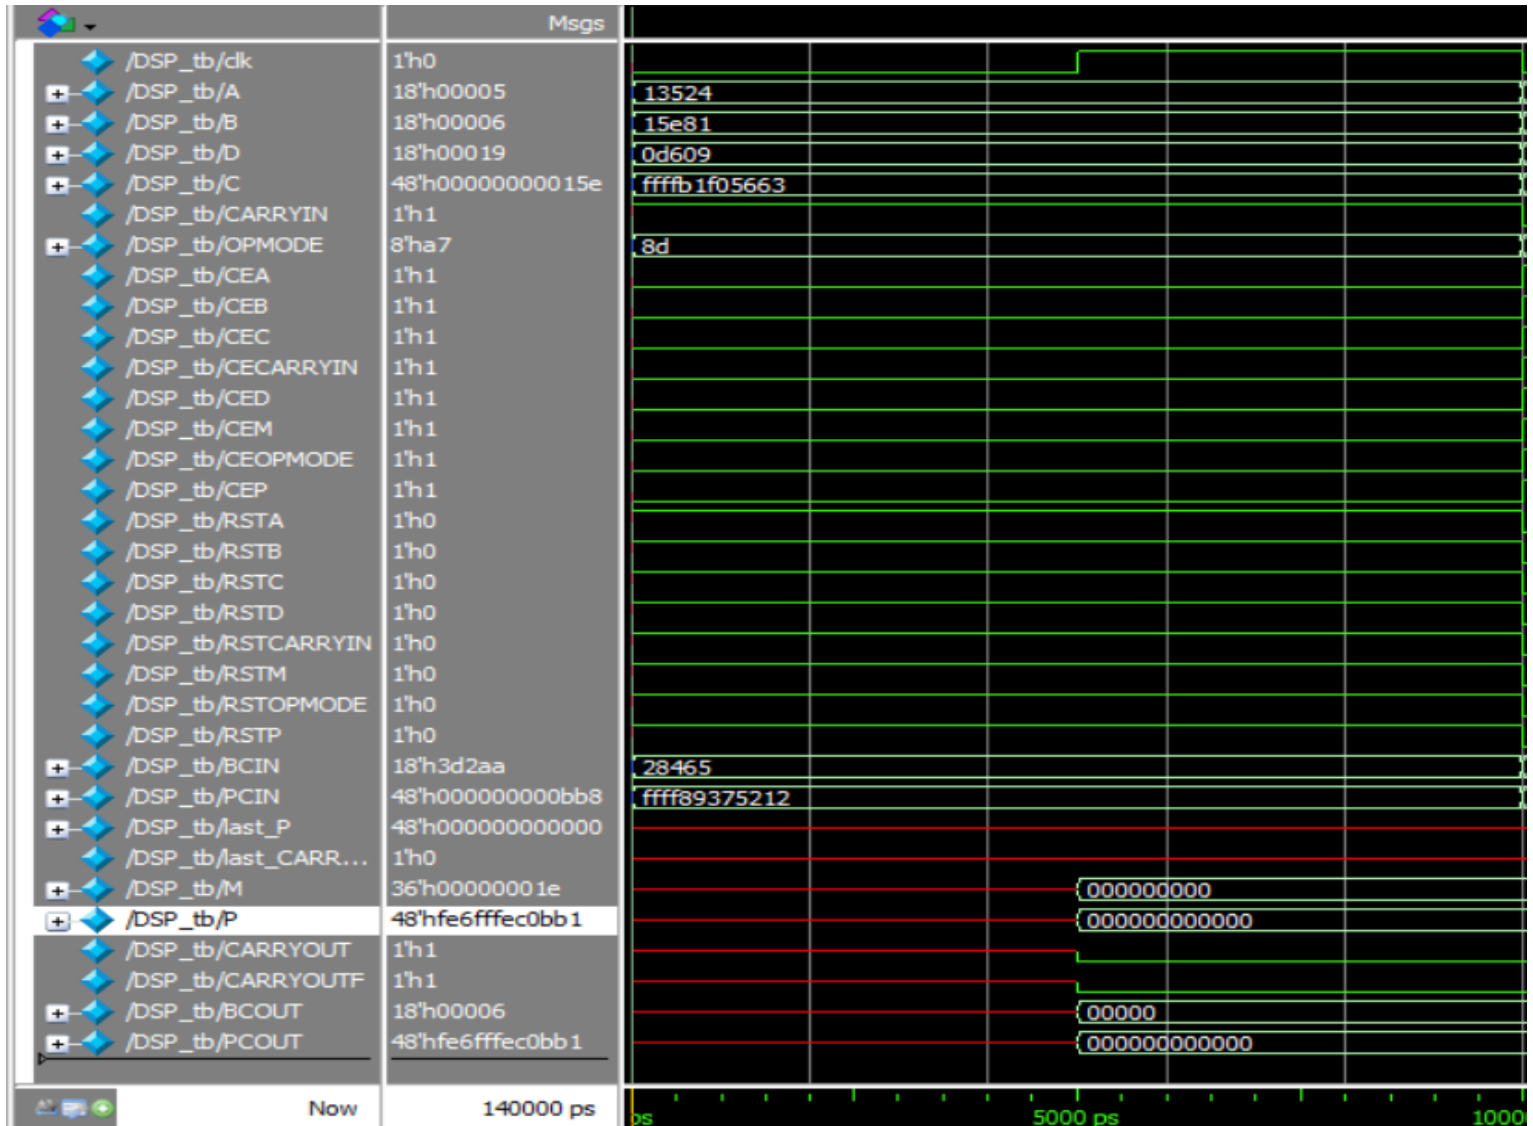 Msgs
/DSP_tb/clk 1'h0
/DSP_tb/A 18'h00005 13524
/DSP_tb/B 18'h00006 15e81
/DSP_tb/D 18'h00019 0d609
/DSP_tb/C 48'h00000000015e ffffb1f05663
/DSP_tb/CARRYIN 1'h1
/DSP_tb/OPMODE 8'ha7 8d
/DSP_tb/CEA 1'h1
/DSP_tb/CEB 1'h1
/DSP_tb/CEC 1'h1
/DSP_tb/CECARRYIN 1'h1
/DSP_tb/CED 1'h1
/DSP_tb/CEM 1'h1
/DSP_tb/CEOPMODE 1'h1
/DSP_tb/CEP 1'h1
/DSP_tb/RSTA 1'h0
/DSP_tb/RSTB 1'h0
/DSP_tb/RSTC 1'h0
/DSP_tb/RSTD 1'h0
/DSP_tb/RSTCARRYIN 1'h0
/DSP_tb/RSTM 1'h0
/DSP_tb/RSTOPMODE 1'h0
/DSP_tb/RSTP 1'h0
/DSP_tb/BCIN 18'h3d2aa 28465
/DSP_tb/PCIN 48'h000000000bb8 ffff89375212
/DSP_tb/last_P 48'h000000000000
/DSP_tb/last_CARR... 1'h0
/DSP_tb/M 36'h00000001e 000000000
/DSP_tb/P 48'hfe6fffec0bb1 000000000000
/DSP_tb/CARRYOUT 1'h1
/DSP_tb/CARRYOUTF 1'h1
/DSP_tb/BCOUT 18'h00006 00000
/DSP_tb/PCOUT 48'hfe6fffec0bb1 000000000000
Now 140000 ps ps 5000 ps 1000